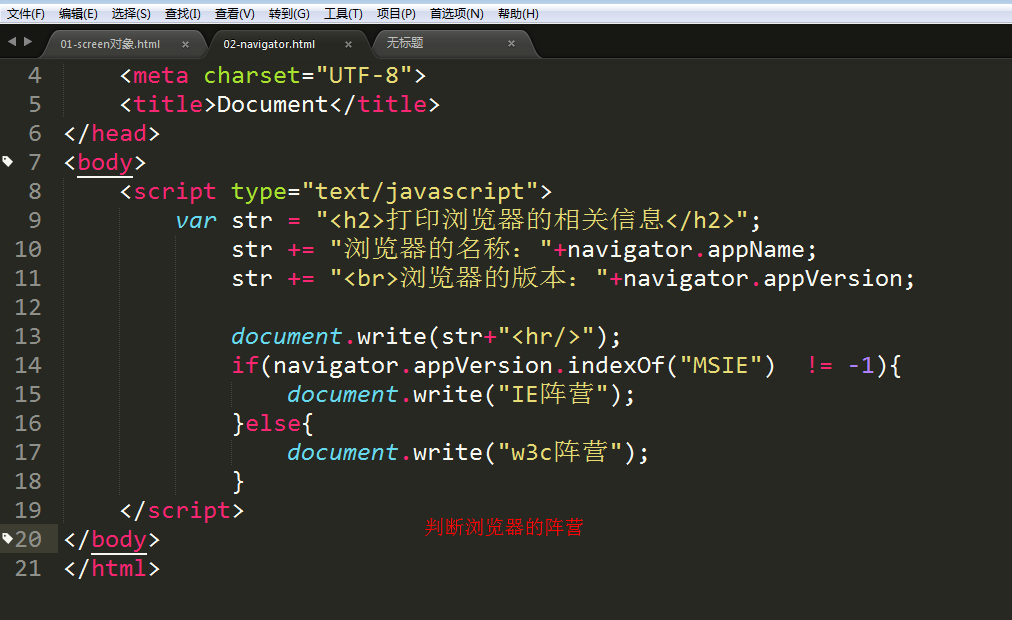 文件(F) 编辑(E) 选择(S) 查找(I) 查看(V) 转到(G) 工具(T) 项目(P) 首选项(N) 帮助(H)
01-screen对象.html × 02-navigator.html × 无标题 ×
4 <meta charset="UTF-8">
5 <title>Document</title>
6 </head>
7 <body>
8 <script type="text/javascript">
9 var str = "<h2>打印浏览器的相关信息</h2>";
10 str += "浏览器的名称："+navigator.appName;
11 str += "<br>浏览器的版本："+navigator.appVersion;
12
13 document.write(str+"<hr/>");
14 if(navigator.appVersion.indexOf("MSIE")  != -1){
15 document.write("IE阵营");
16 }else{
17 document.write("w3c阵营");
18 }
19 </script>
判断浏览器的阵营
20 </body>
21 </html>